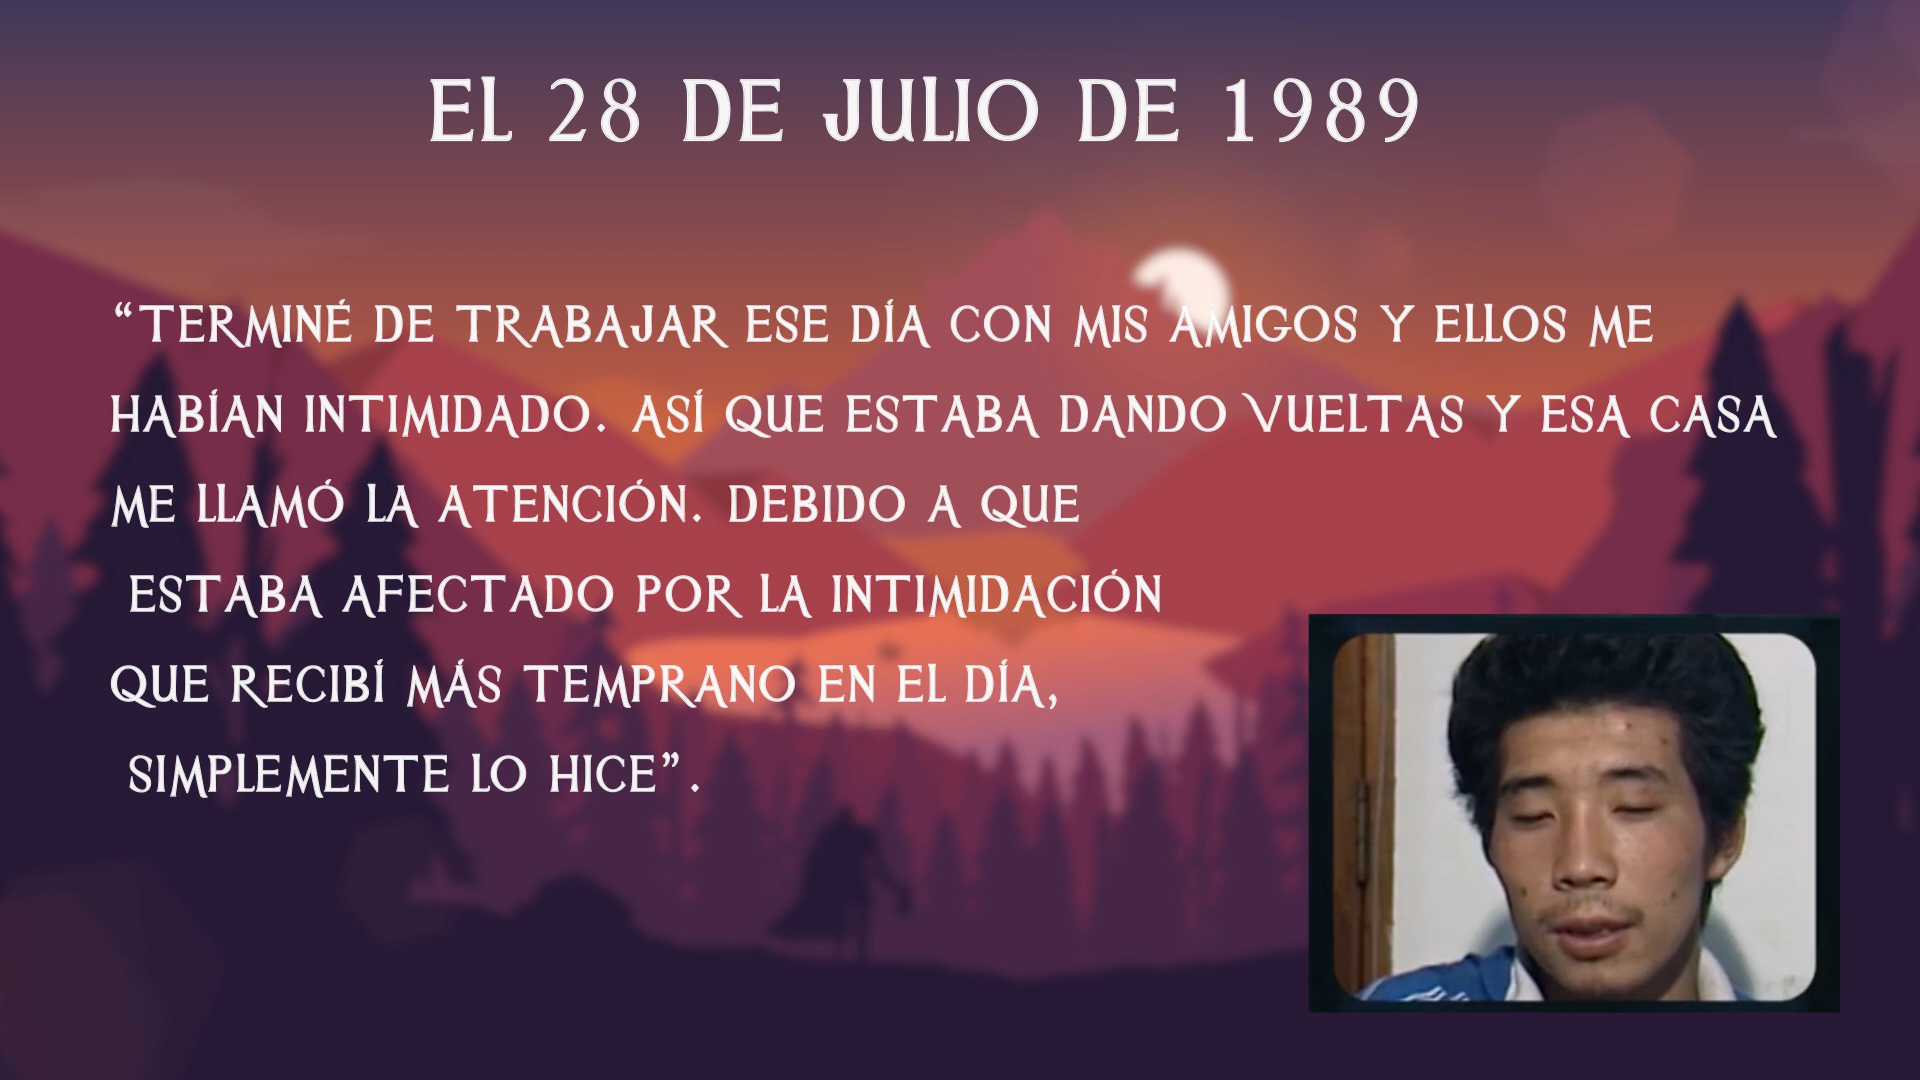 EL 28 DE JULIO DE 1989
“TERMINÉ DE TRABAJAR ESE DÍA CON MIS AMIGOS Y ELLOS ME
HABÍAN INTIMIDADO. ASÍ QUE ESTABA DANDO VUELTAS Y ESA CASA
ME LLAMÓ LA ATENCIÓN. DEBIDO A QUE
ESTABA AFECTADO POR LA INTIMIDACIÓN
QUE RECIBÍ MÁS TEMPRANO EN EL DÍA,
SIMPLEMENTE LO HICE”.